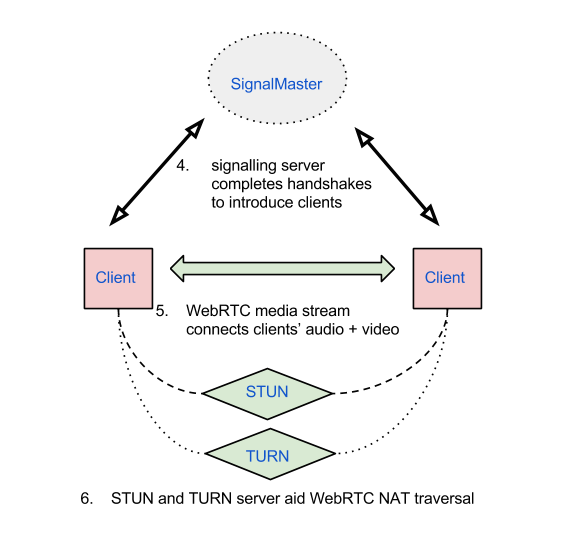 SignalMaster
4. signalling server
completes handshakes
to introduce clients
Client
Client
5. WebRTC media stream
connects clients' audio + video
STUN
TURN
6. STUN and TURN server aid WebRTC NAT traversal